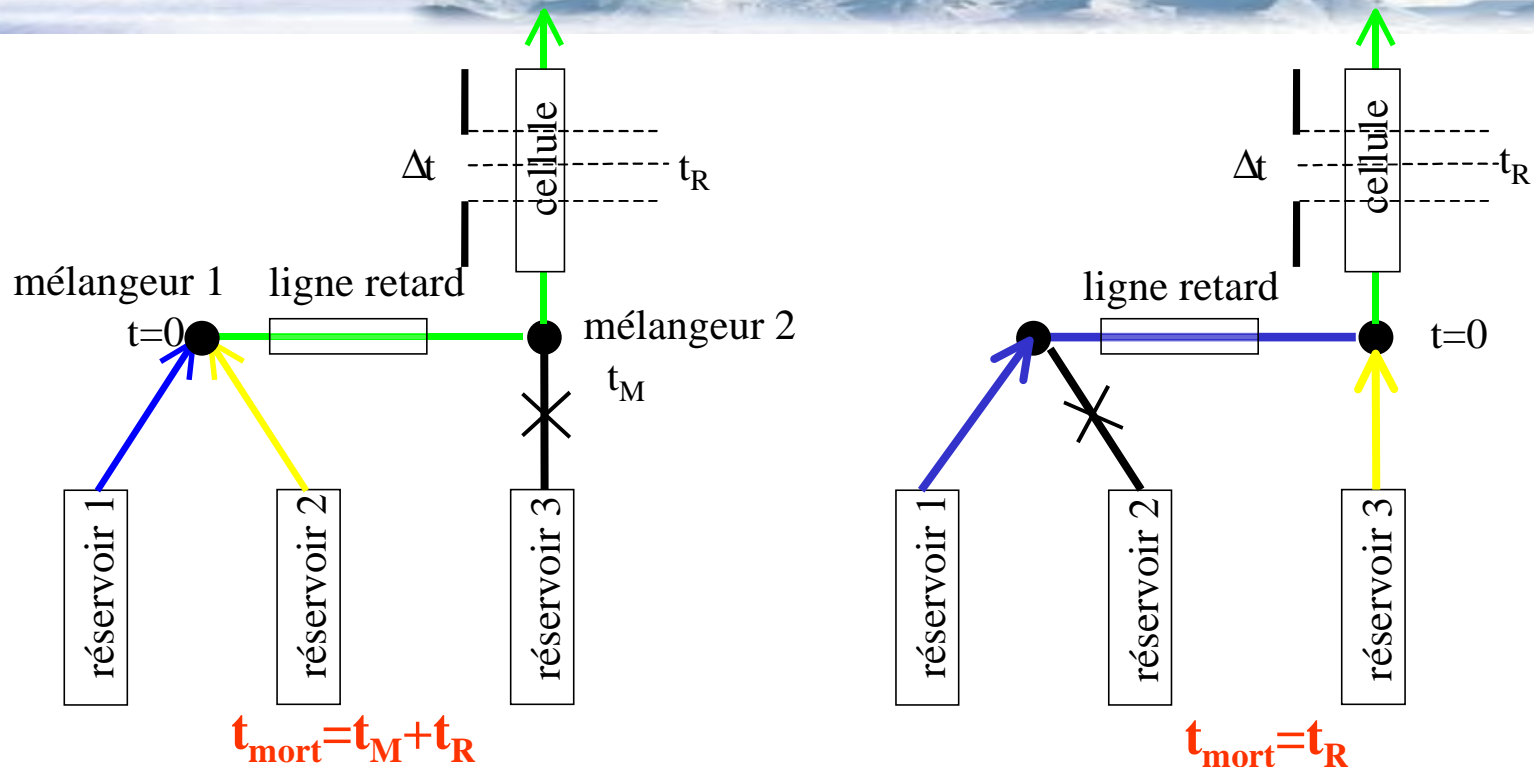 cellule
Δt
t_R
mélangeur 1
ligne retard
t=0
mélangeur 2
t_M
réservoir 1
réservoir 2
réservoir 3
t_mort=t_M+t_R
cellule
Δt
t_R
ligne retard
t=0
réservoir 1
réservoir 2
réservoir 3
t_mort=t_R